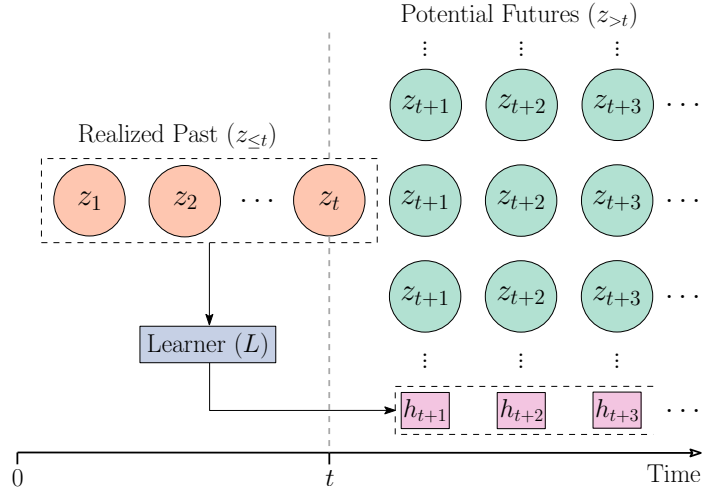 Potential Futures (z_{>t})
⋮ ⋮ ⋮
z_{t+1} z_{t+2} z_{t+3} ⋯
Realized Past (z_{≤t})
z_1 z_2 ⋯ z_t
z_{t+1} z_{t+2} z_{t+3} ⋯
z_{t+1} z_{t+2} z_{t+3} ⋯
Learner (L)
⋮ ⋮ ⋮
h_{t+1} h_{t+2} h_{t+3} ⋯
0 t Time